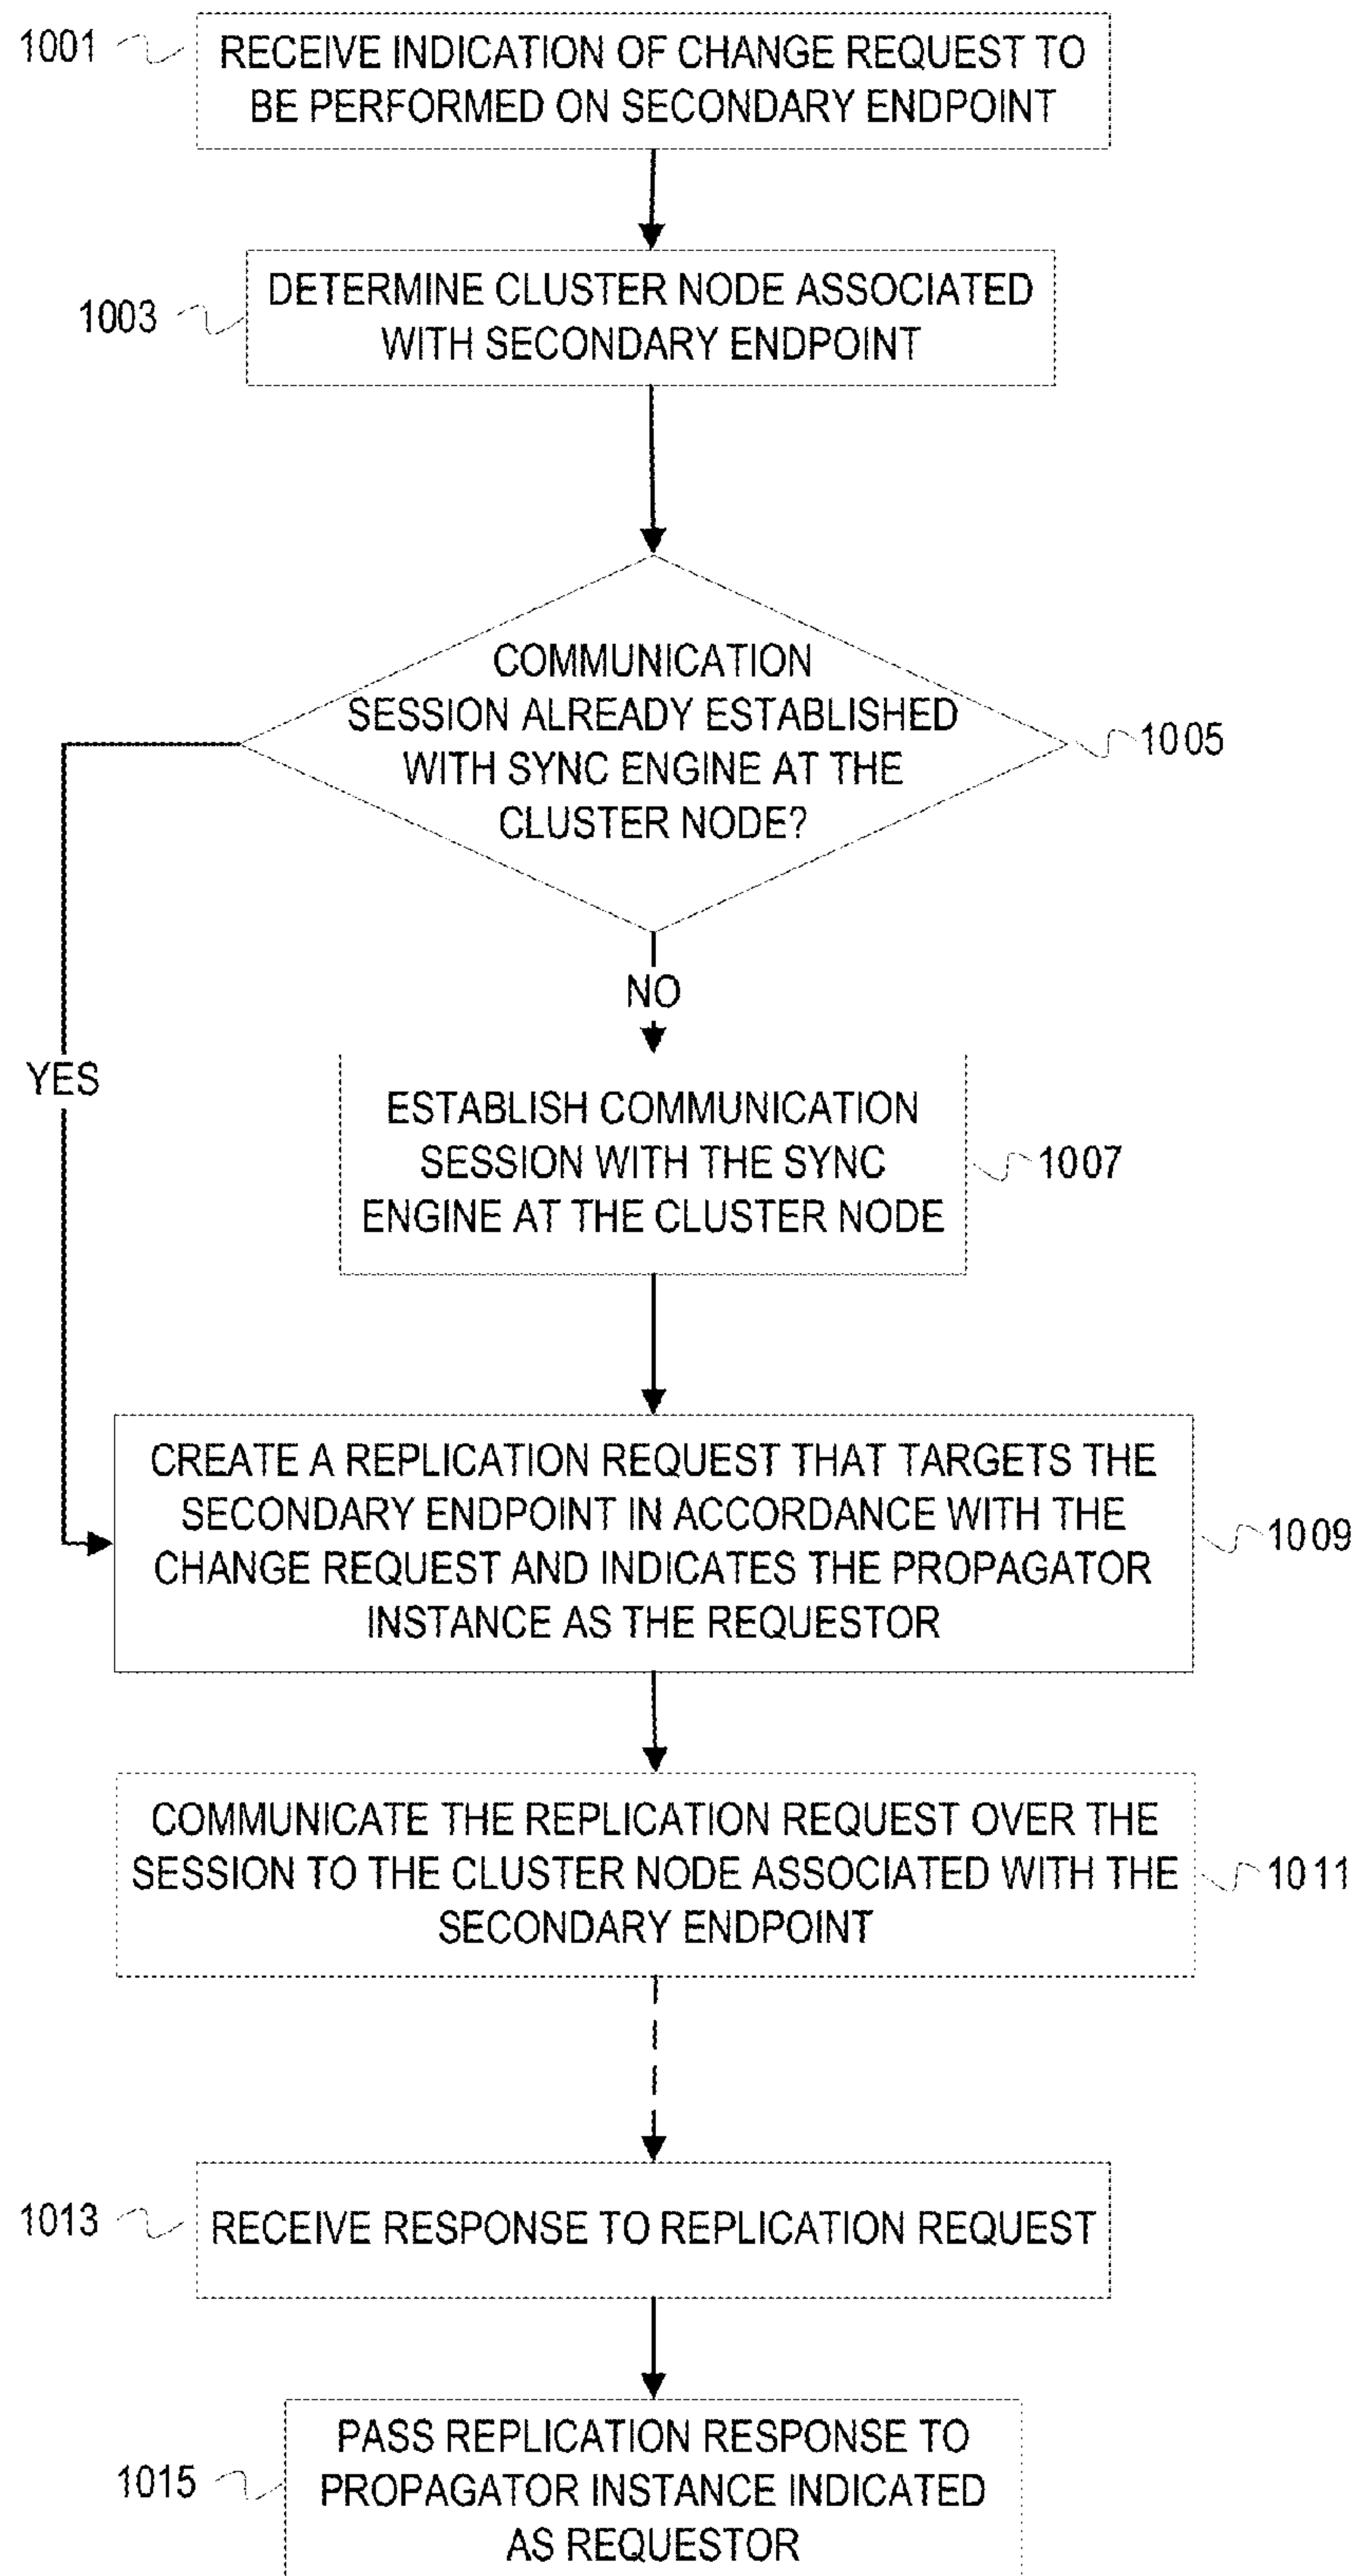 1001
RECEIVE INDICATION OF CHANGE REQUEST TO
BE PERFORMED ON SECONDARY ENDPOINT
1003
DETERMINE CLUSTER NODE ASSOCIATED
WITH SECONDARY ENDPOINT
COMMUNICATION
SESSION ALREADY ESTABLISHED
WITH SYNC ENGINE AT THE
CLUSTER NODE?
1005
NO
YES
ESTABLISH COMMUNICATION
SESSION WITH THE SYNC
ENGINE AT THE CLUSTER NODE
1007
CREATE A REPLICATION REQUEST THAT TARGETS THE
SECONDARY ENDPOINT IN ACCORDANCE WITH THE
CHANGE REQUEST AND INDICATES THE PROPAGATOR
INSTANCE AS THE REQUESTOR
1009
COMMUNICATE THE REPLICATION REQUEST OVER THE
SESSION TO THE CLUSTER NODE ASSOCIATED WITH THE
SECONDARY ENDPOINT
1011
1013
RECEIVE RESPONSE TO REPLICATION REQUEST
1015
PASS REPLICATION RESPONSE TO
PROPAGATOR INSTANCE INDICATED
AS REQUESTOR